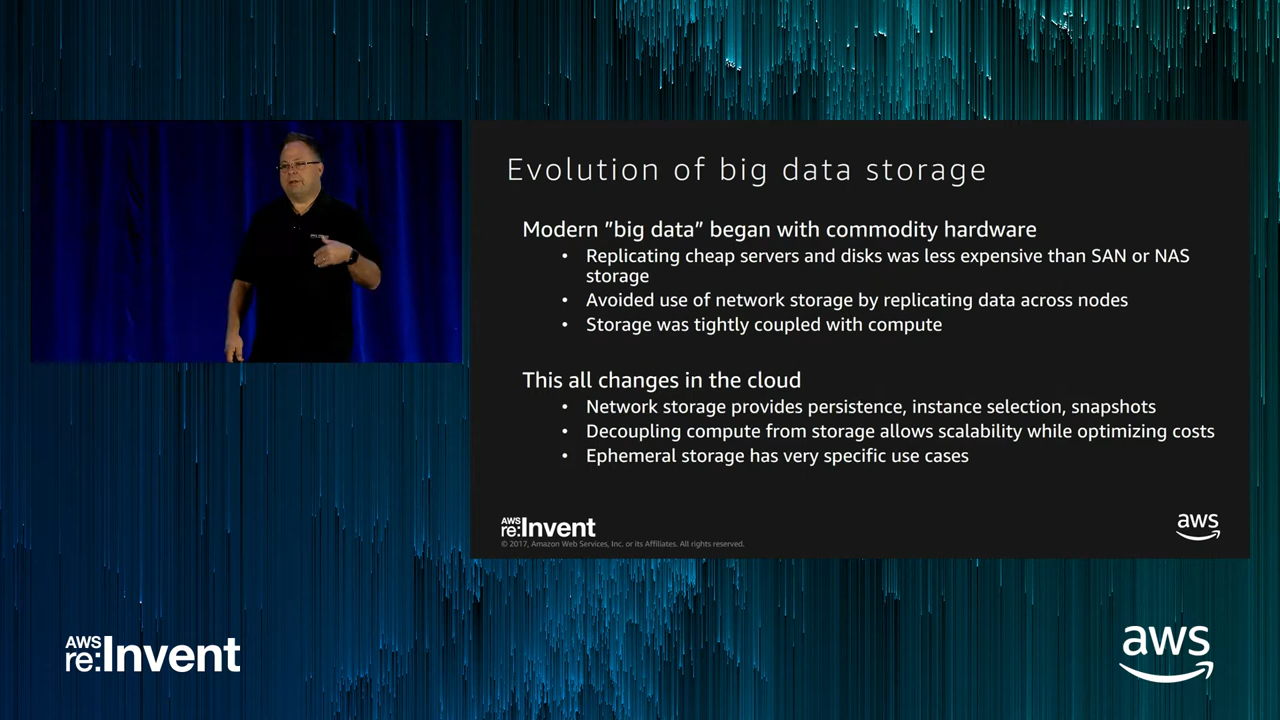 Evolution of big data storage
Modern "big data" began with commodity hardware
• Replicating cheap servers and disks was less expensive than SAN or NAS
storage
• Avoided use of network storage by replicating data across nodes
• Storage was tightly coupled with compute
This all changes in the cloud
• Network storage provides persistence, instance selection, snapshots
• Decoupling compute from storage allows scalability while optimizing costs
• Ephemeral storage has very specific use cases
AWS
re:Invent
© 2017, Amazon Web Services, Inc. or its Affiliates. All rights reserved.
aws
AWS
re:Invent
aws